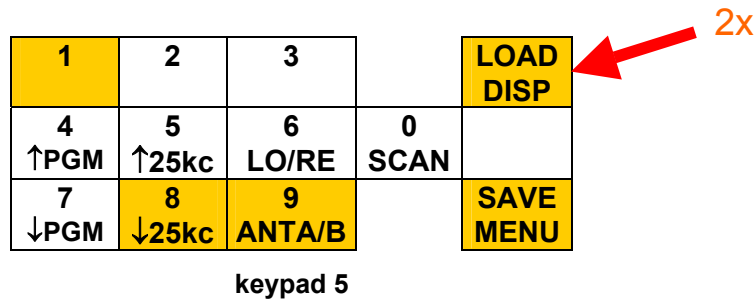 2x
1 2 3 LOAD
DISP
4 5 6 0
↑PGM ↑25kc LO/RE SCAN
7 8 9 SAVE
↓PGM ↓25kc ANTA/B MENU
keypad 5